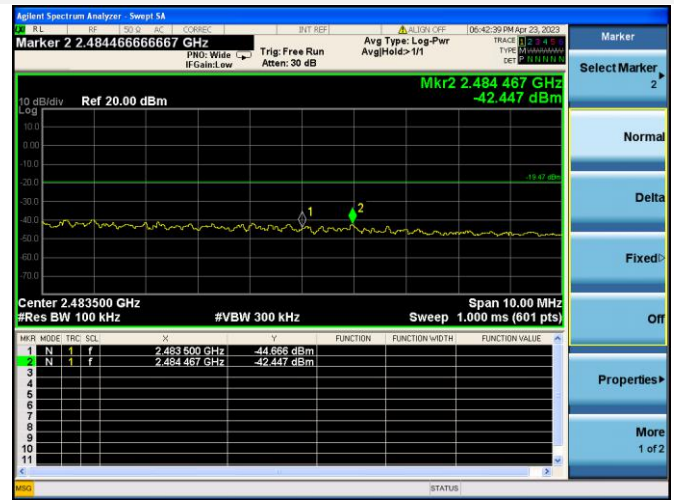 Agilent Spectrum Analyzer - Swept SA
RL RF 50 Ω AC CORREC INT REF ALIGN OFF 06:42:39 PM Apr 23, 2023
Marker 2 2.484466666667 GHz
PNO: Wide
IFGain:Low
Trig: Free Run
Atten: 30 dB
Avg Type: Log-Pwr
Avg|Hold>1/1
TRACE 1 2 3 4 5 6
TYPE
DET P N N N N N
Mkr2 2.484 467 GHz
-42.447 dBm
10 dB/div Ref 20.00 dBm
Log
10.0
0.00
-10.0
-19.47 dBm
-20.0
-30.0
1
2
-40.0
-50.0
-60.0
-70.0
Center 2.483500 GHz Span 10.00 MHz
#Res BW 100 kHz #VBW 300 kHz Sweep 1.000 ms (601 pts)
MKR MODE TRC SCL X Y FUNCTION FUNCTION WIDTH FUNCTION VALUE
1 N 1 f 2.483 500 GHz -44.666 dBm
2 N 1 f 2.484 467 GHz -42.447 dBm
3
4
5
6
7
8
9
10
11
MSG STATUS
Marker
Select Marker
2
Normal
Delta
Fixed
Off
Properties
More
1 of 2